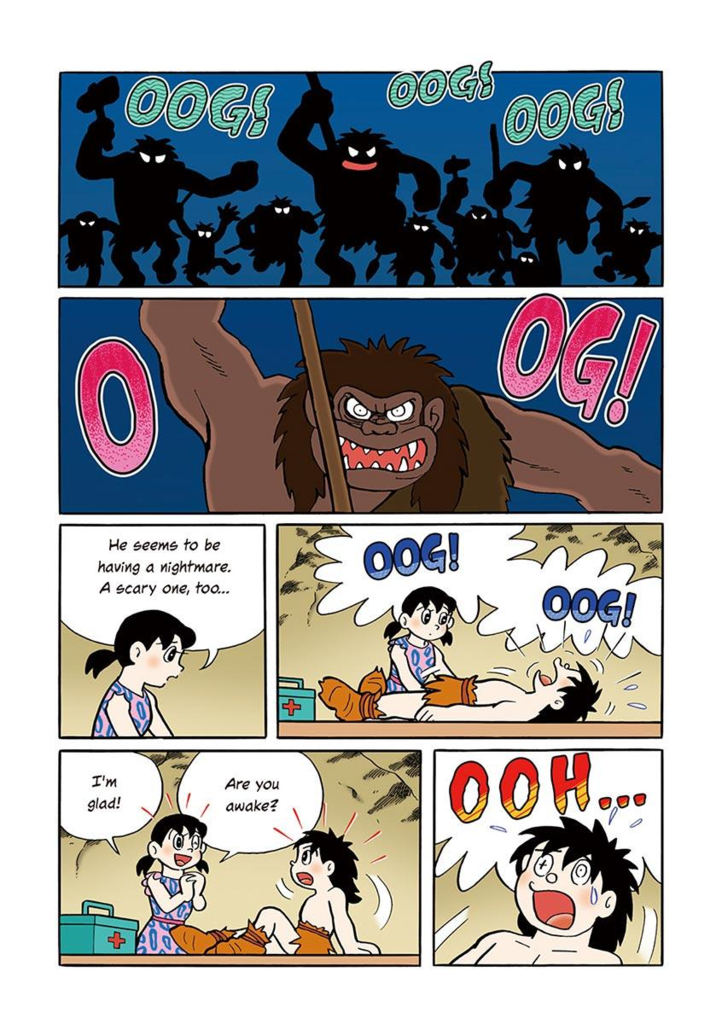 OOG!
OOG!
OOG!
O
OG!
He seems to be
having a nightmare.
A scary one, too...
OOG!
OOG!
I'm
glad!
Are you
awake?
OOH...